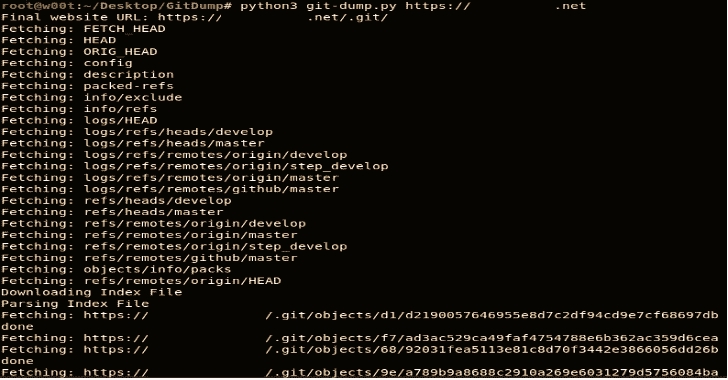 root@w00t:~/Desktop/GitDump# python3 git-dump.py https:// .net
Final website URL: https:// .net/.git/
Fetching: FETCH_HEAD
Fetching: HEAD
Fetching: ORIG_HEAD
Fetching: config
Fetching: description
Fetching: packed-refs
Fetching: info/exclude
Fetching: info/refs
Fetching: logs/HEAD
Fetching: logs/refs/heads/develop
Fetching: logs/refs/heads/master
Fetching: logs/refs/remotes/origin/develop
Fetching: logs/refs/remotes/origin/step_develop
Fetching: logs/refs/remotes/origin/master
Fetching: logs/refs/remotes/github/master
Fetching: refs/heads/develop
Fetching: refs/heads/master
Fetching: refs/remotes/origin/develop
Fetching: refs/remotes/origin/master
Fetching: refs/remotes/origin/step_develop
Fetching: refs/remotes/github/master
Fetching: objects/info/packs
Fetching: refs/remotes/origin/HEAD
Downloading Index File
Parsing Index File
Fetching: https:// /.git/objects/d1/d2190057646955e8d7c2df94cd9e7cf68697db
done
Fetching: https:// /.git/objects/f7/ad3ac529ca49faf4754788e6b362ac359d6cea
Fetching: https:// /.git/objects/68/92031fea5113e81c8d70f3442e3866056dd26b
done
Fetching: https:// /.git/objects/9e/a789b9a8688c2910a269e6031279d5756084ba